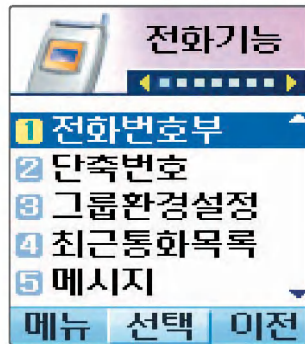 전화기능
1 전화번호부
2 단축번호
3 그룹환경설정
4 최근통화목록
5 메시지
메뉴 선택 이전